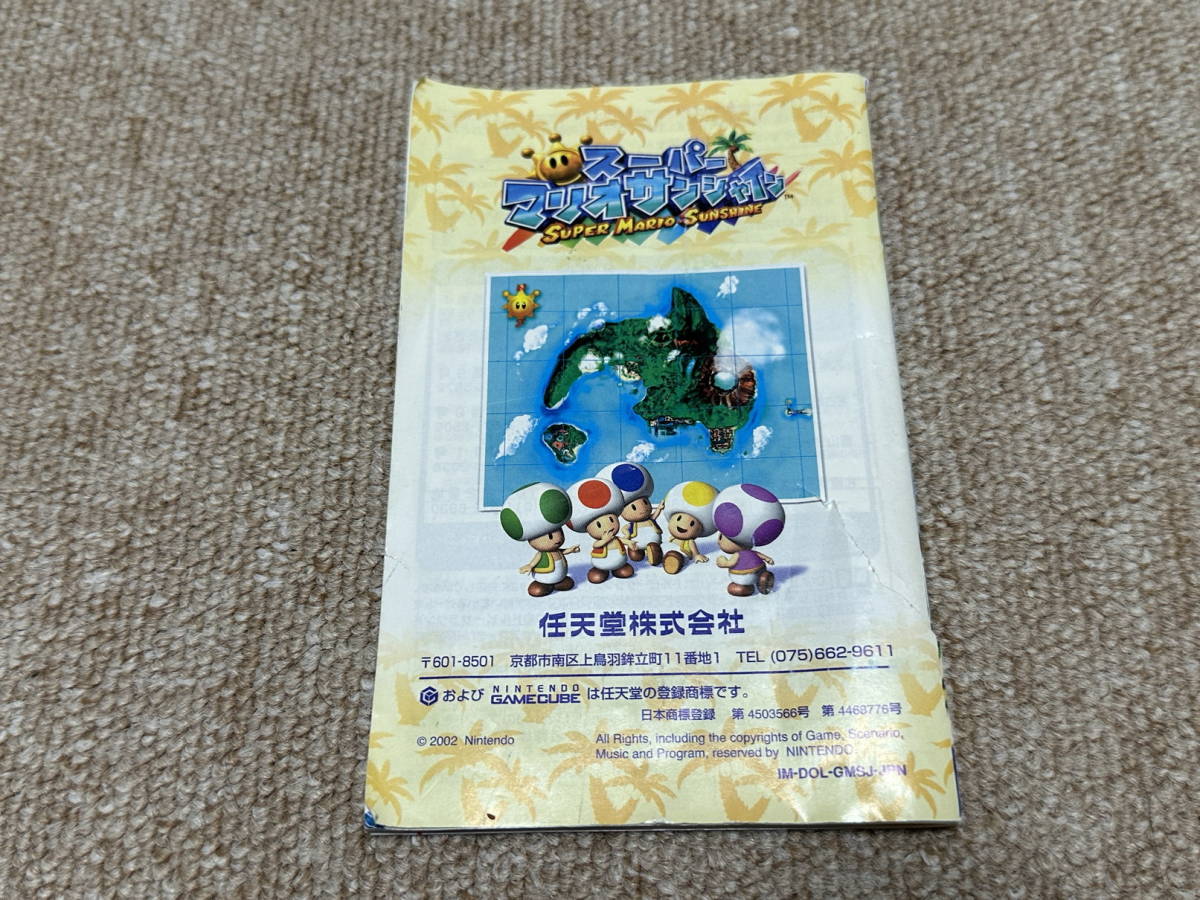 スーパー
マリオサンシャイン™
SUPER MARIO SUNSHINE
任天堂株式会社
〒601-8501 京都市南区上鳥羽鉾立町11番地1 TEL (075)662-9611
および NINTENDO GAMECUBE は任天堂の登録商標です。
日本商標登録 第4503566号 第4468776号
© 2002 Nintendo
All Rights, including the copyrights of Game, Scenario,
Music and Program, reserved by NINTENDO.
IM-DOL-GMSJ-JPN